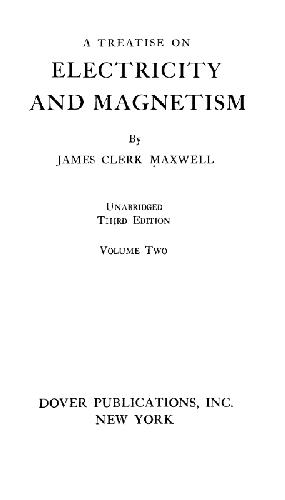 A TREATISE ON
ELECTRICITY
AND MAGNETISM
By
JAMES CLERK MAXWELL
UNABRIDGED
THIRD EDITION
VOLUME TWO
DOVER PUBLICATIONS, INC.
NEW YORK